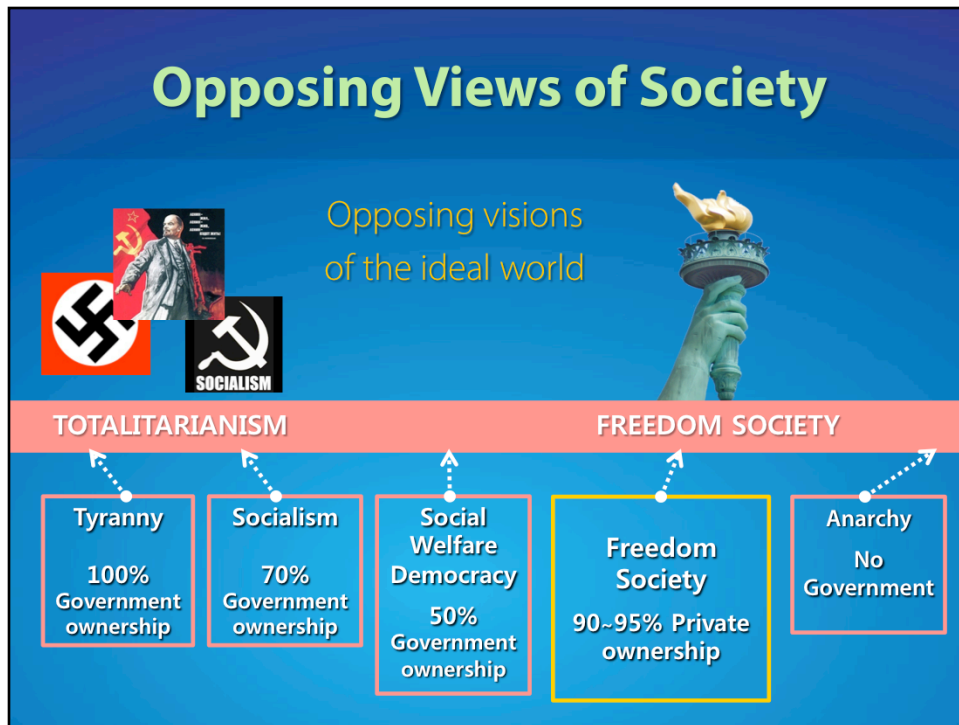 Opposing Views of Society
Opposing visions
of the ideal world
SOCIALISM
TOTALITARIANISM
FREEDOM SOCIETY
Tyranny
100%
Government
ownership
Socialism
70%
Government
ownership
Social
Welfare
Democracy
50%
Government
ownership
Freedom
Society
90~95% Private
ownership
Anarchy
No
Government